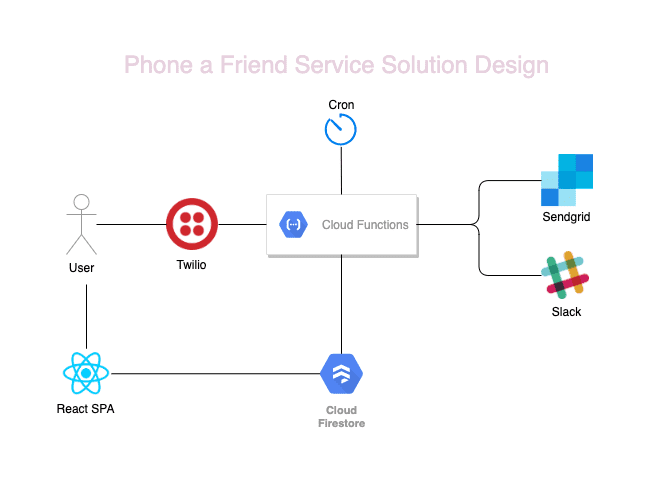 Phone a Friend Service Solution Design
Cron
Cloud Functions
Sendgrid
User
Twilio
Slack
React SPA
Cloud
Firestore